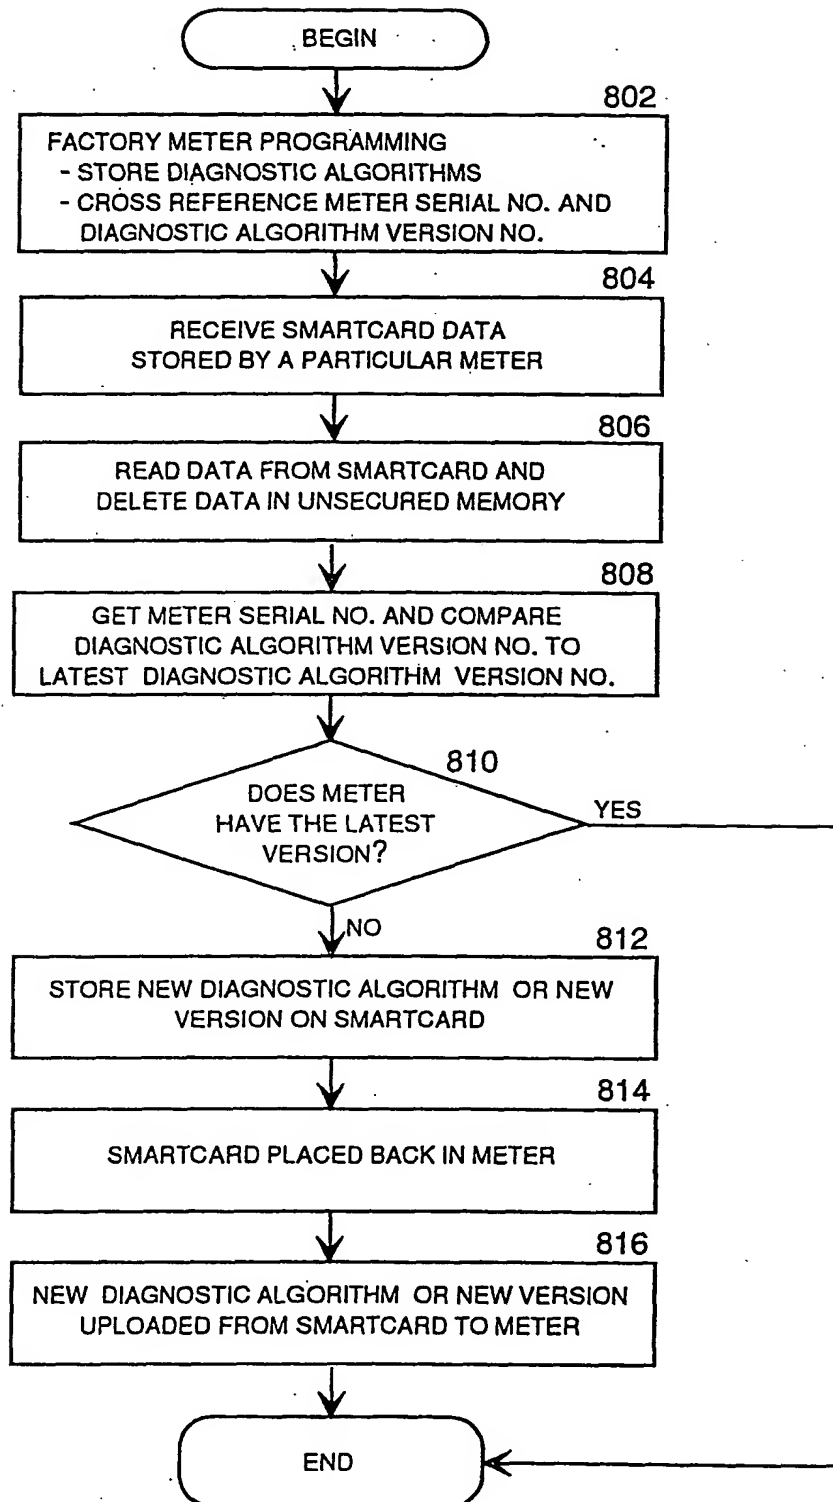 BEGIN
802
FACTORY METER PROGRAMMING
- STORE DIAGNOSTIC ALGORITHMS
- CROSS REFERENCE METER SERIAL NO. AND
DIAGNOSTIC ALGORITHM VERSION NO.
804
RECEIVE SMARTCARD DATA
STORED BY A PARTICULAR METER
806
READ DATA FROM SMARTCARD AND
DELETE DATA IN UNSECURED MEMORY
808
GET METER SERIAL NO. AND COMPARE
DIAGNOSTIC ALGORITHM VERSION NO. TO
LATEST DIAGNOSTIC ALGORITHM VERSION NO.
810
DOES METER
HAVE THE LATEST
VERSION?
YES
NO
812
STORE NEW DIAGNOSTIC ALGORITHM OR NEW
VERSION ON SMARTCARD
814
SMARTCARD PLACED BACK IN METER
816
NEW DIAGNOSTIC ALGORITHM OR NEW VERSION
UPLOADED FROM SMARTCARD TO METER
END